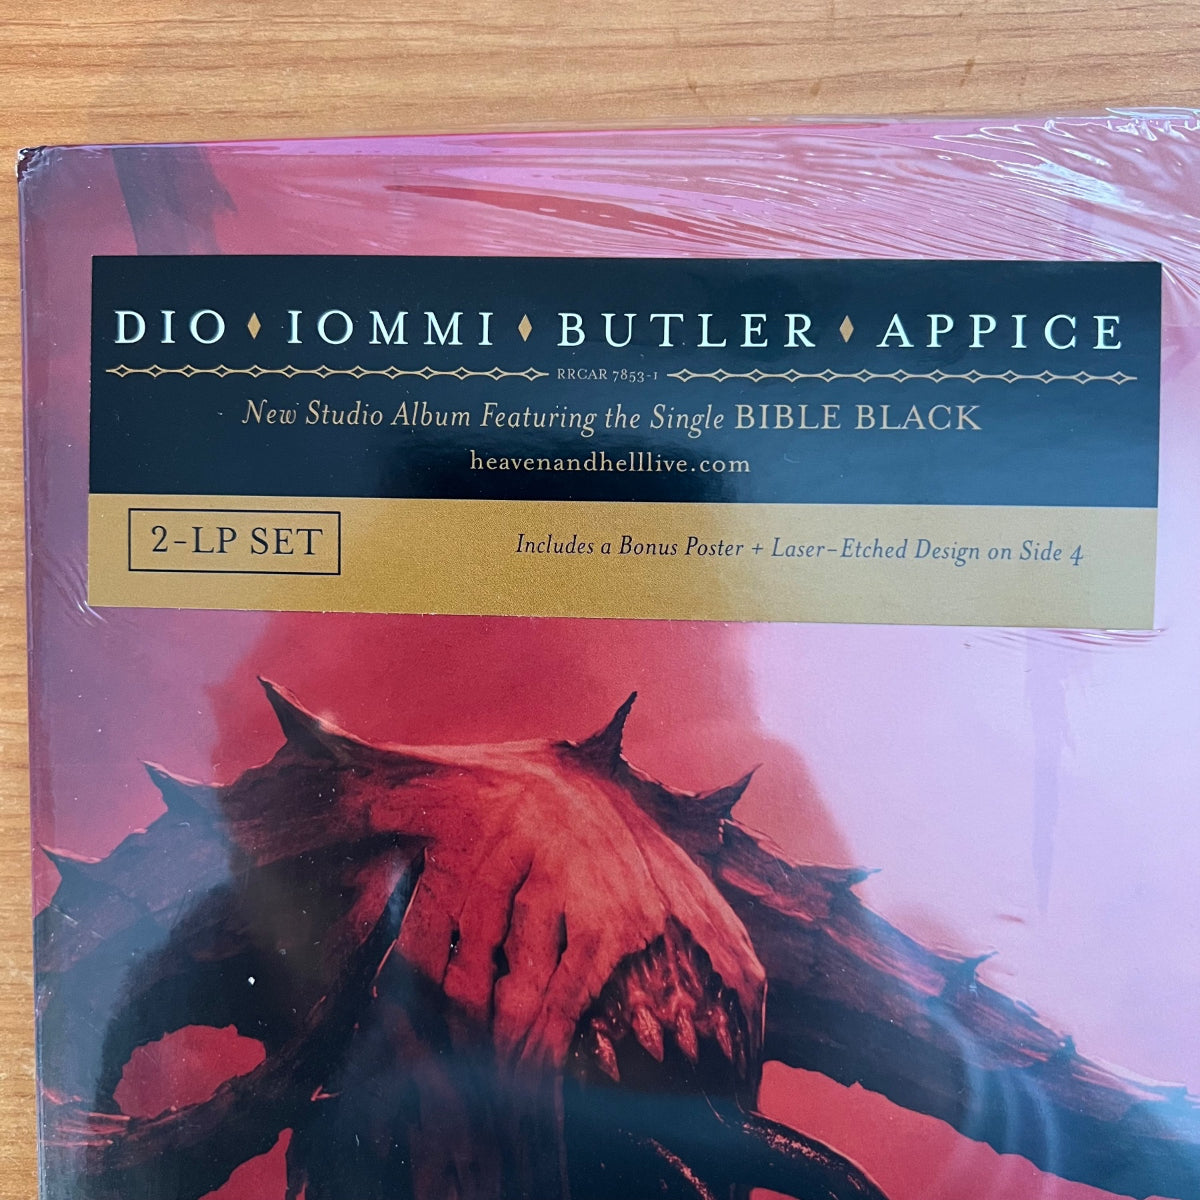 DIO ♦ IOMMI ♦ BUTLER ♦ APPICE
RRCAR 7853-1
New Studio Album Featuring the Single BIBLE BLACK
heavenandhelllive.com
2-LP SET
Includes a Bonus Poster + Laser-Etched Design on Side 4